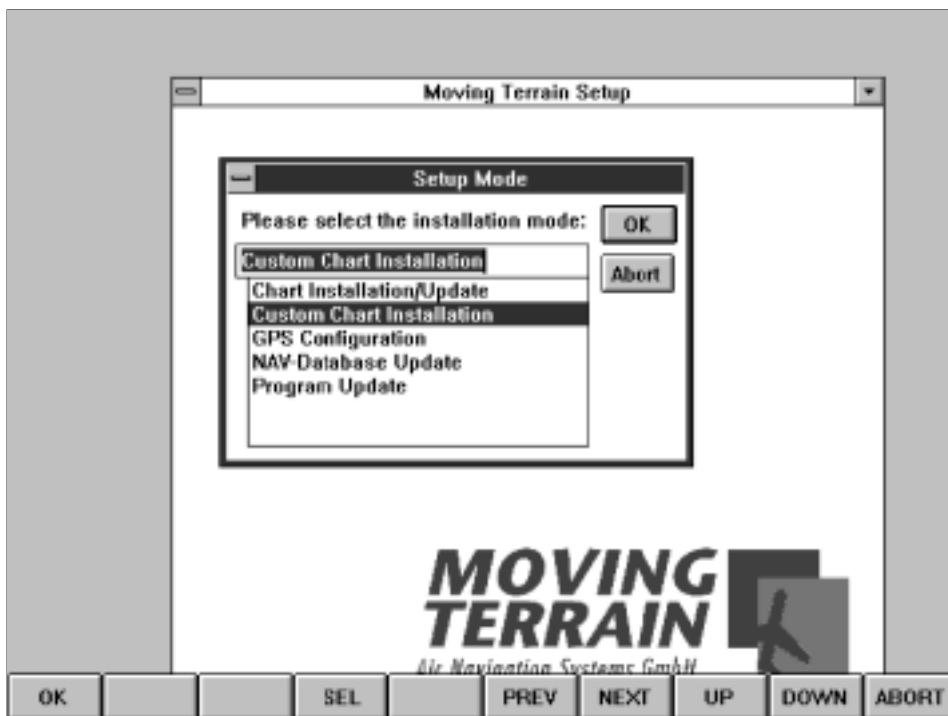 Moving Terrain Setup
Setup Mode
Please select the installation mode:
OK
Custom Chart Installation
Abort
Chart Installation/Update
Custom Chart Installation
GPS Configuration
NAV-Database Update
Program Update
MOVING
TERRAIN
Air Navigation Systems GmbH
OK SEL PREV NEXT UP DOWN ABORT